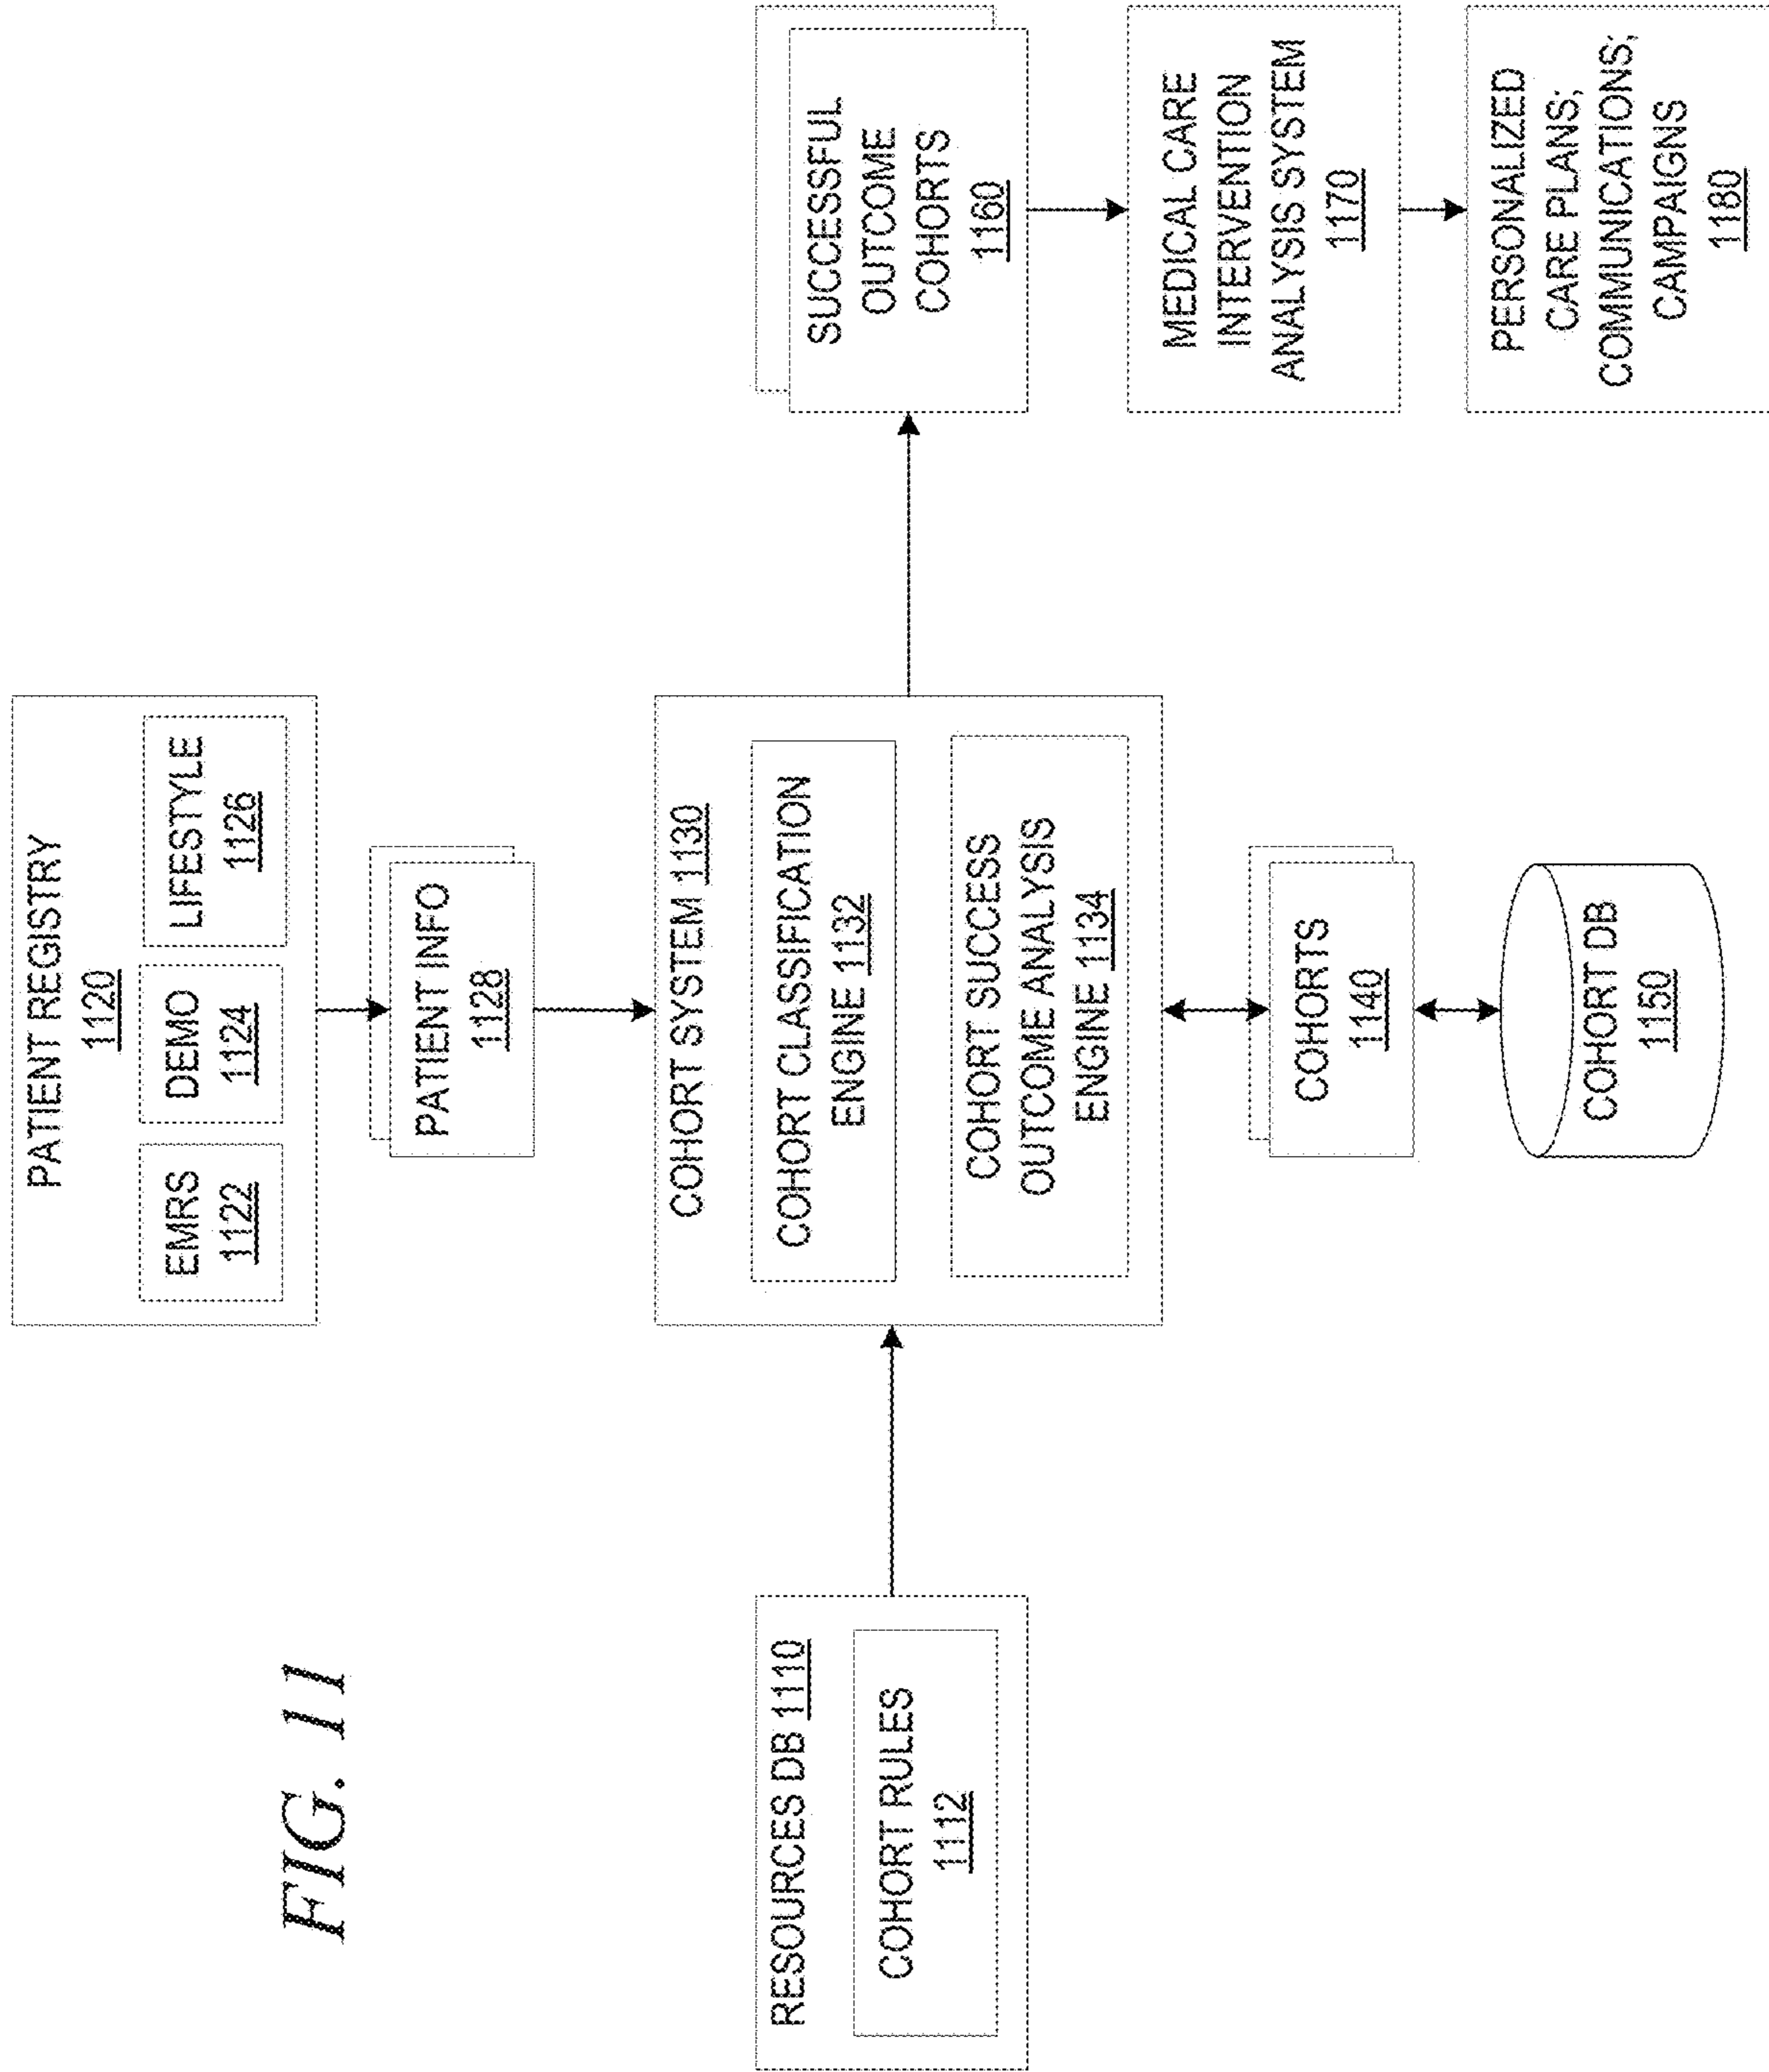 FIG. 11
PATIENT REGISTRY
1120
EMRS
1122
DEMO
1124
LIFESTYLE
1126
PATIENT INFO
1128
RESOURCES DB 1110
COHORT RULES
1112
COHORT SYSTEM 1130
COHORT CLASSIFICATION
ENGINE 1132
COHORT SUCCESS
OUTCOME ANALYSIS
ENGINE 1134
COHORTS
1140
COHORT DB
1150
SUCCESSFUL
OUTCOME
COHORTS
1160
MEDICAL CARE
INTERVENTION
ANALYSIS SYSTEM
1170
PERSONALIZED
CARE PLANS;
COMMUNICATIONS;
CAMPAIGNS
1180